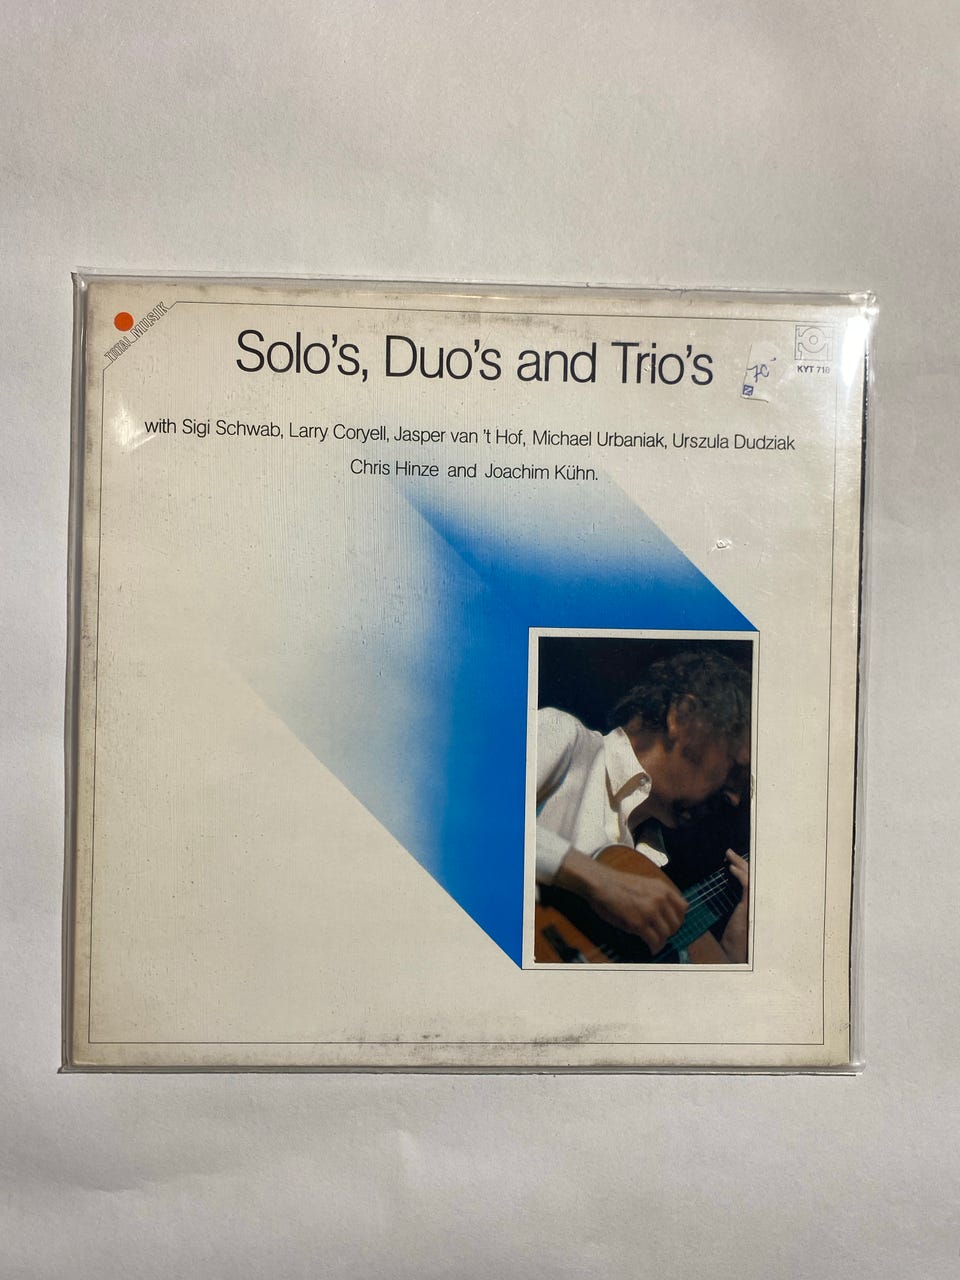 TOTAL MUSIK
Solo's, Duo's and Trio's
KYT 710
with Sigi Schwab, Larry Coryell, Jasper van 't Hof, Michael Urbaniak, Urszula Dudziak
Chris Hinze and Joachim Kühn.